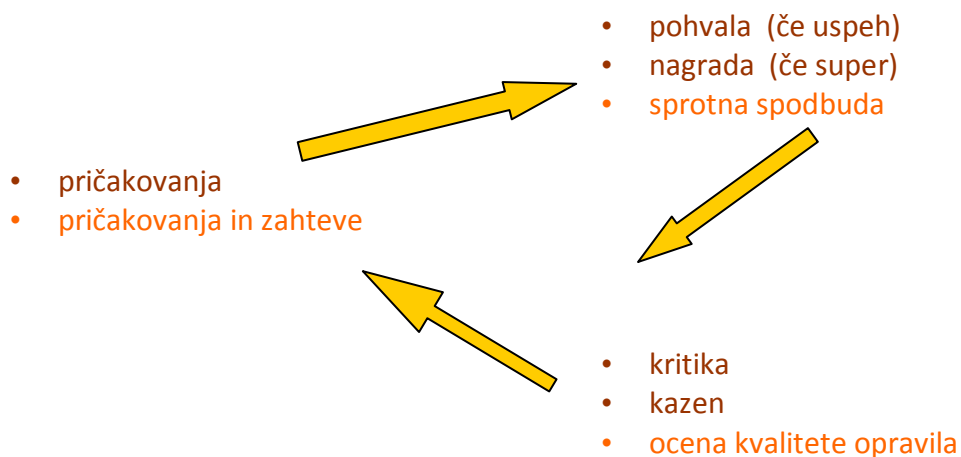 • pričakovanja
• pričakovanja in zahteve
• pohvala (če uspeh)
• nagrada (če super)
• sprotna spodbuda
• kritika
• kazen
• ocena kvalitete opravila